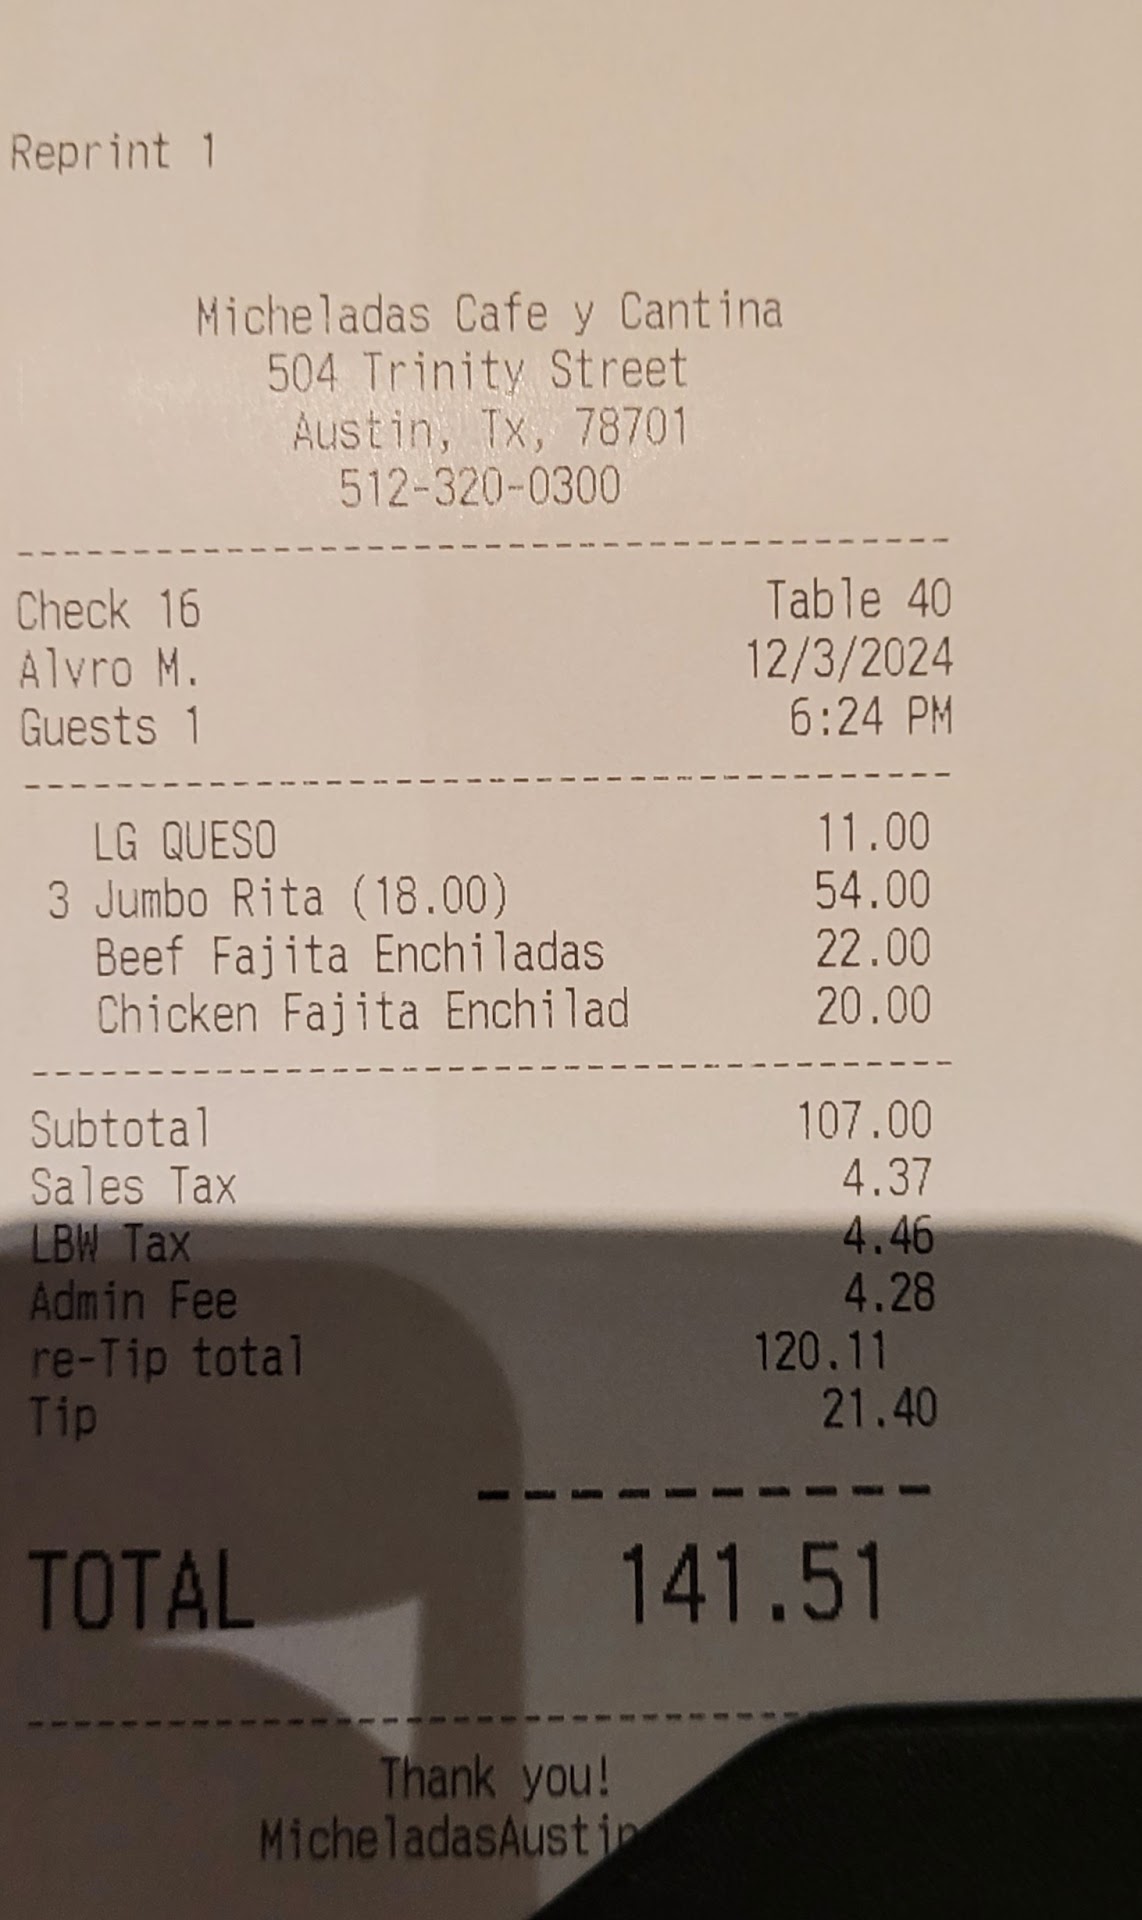 Reprint 1
Micheladas Cafe y Cantina
504 Trinity Street
Austin, Tx, 78701
512-320-0300
Check 16 Table 40
Alvro M. 12/3/2024
Guests 1 6:24 PM
LG QUESO 11.00
3 Jumbo Rita (18.00) 54.00
Beef Fajita Enchiladas 22.00
Chicken Fajita Enchilad 20.00
Subtotal 107.00
Sales Tax 4.37
LBW Tax 4.46
Admin Fee 4.28
re-Tip total 120.11
Tip 21.40
TOTAL 141.51
Thank you!
MicheladasAustin